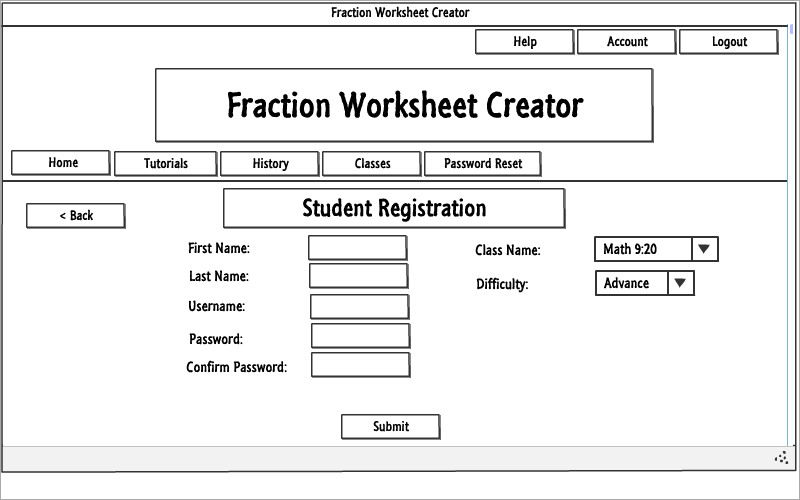 Fraction Worksheet Creator
Help Account Logout
Fraction Worksheet Creator
Home Tutorials History Classes Password Reset
< Back
Student Registration
First Name:
Class Name: Math 9:20
Last Name:
Difficulty: Advance
Username:
Password:
Confirm Password:
Submit